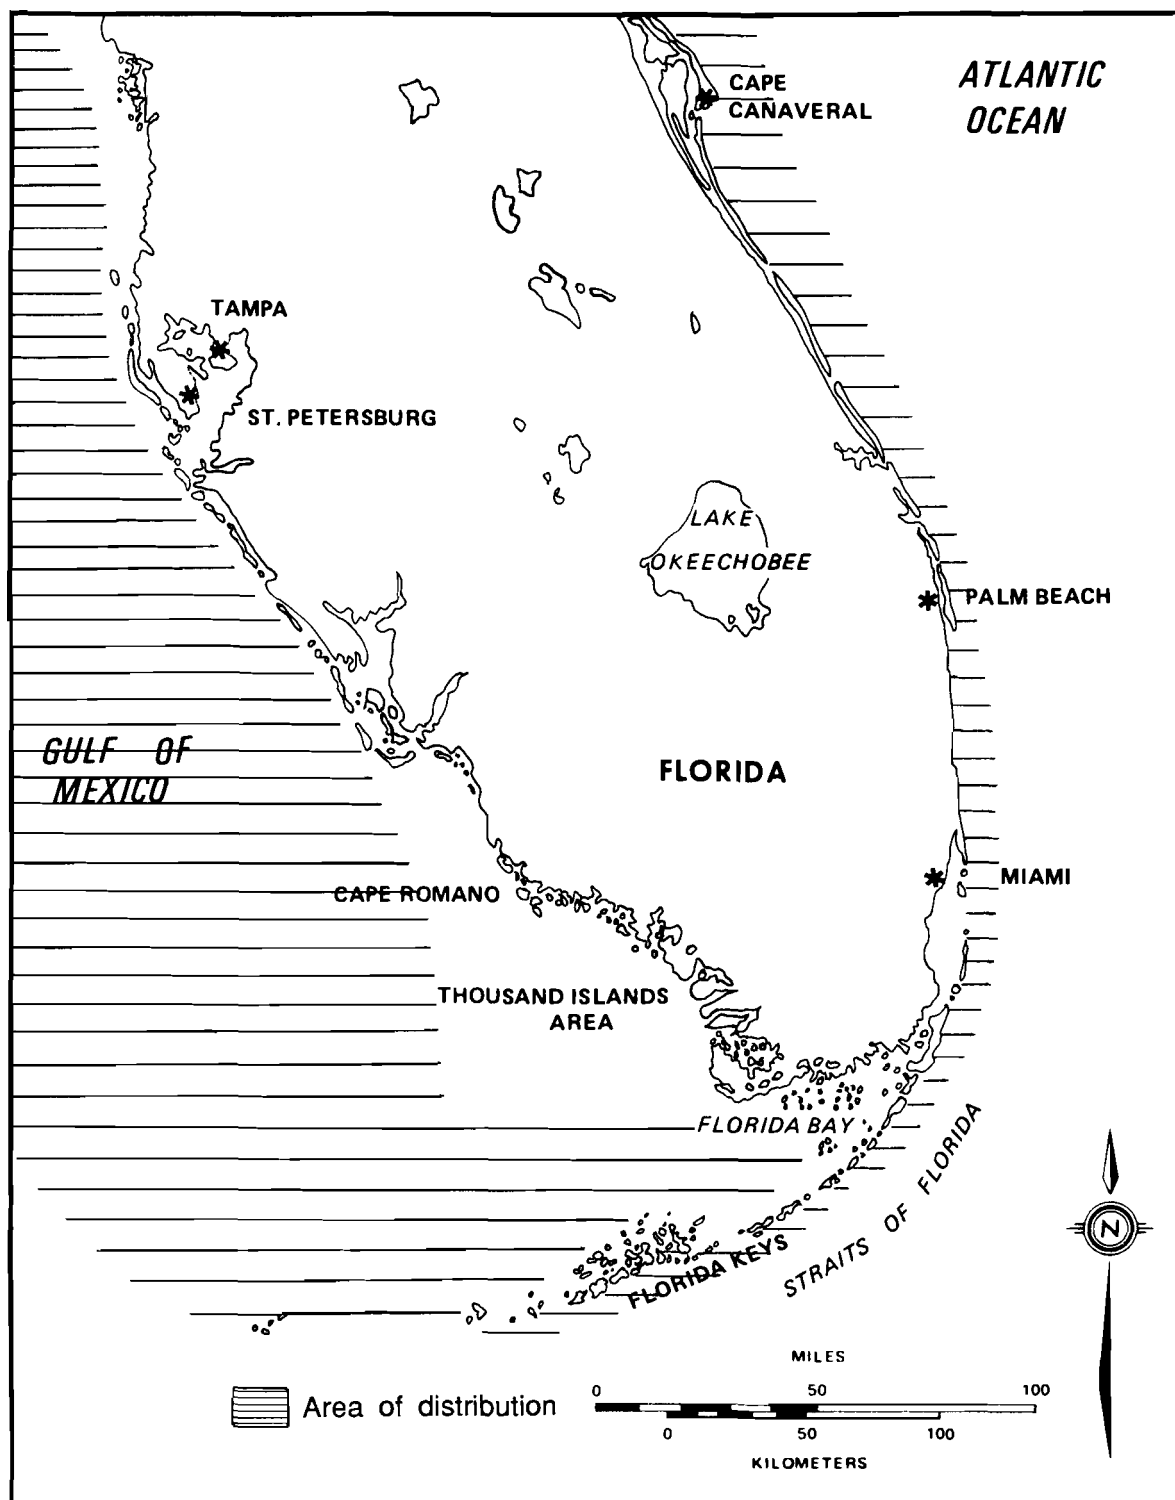 ATLANTIC
OCEAN
CAPE
CAÑAVERAL
TAMPA
ST. PETERSBURG
LAKE
OKEECHOBEE
PALM BEACH
GULF OF
MEXICO
FLORIDA
MIAMI
CAPE ROMANO
THOUSAND ISLANDS
AREA
FLORIDA BAY
STRAITS OF FLORIDA
FLORIDA KEYS
N
MILES
0 50 100
Area of distribution
0 50 100
KILOMETERS